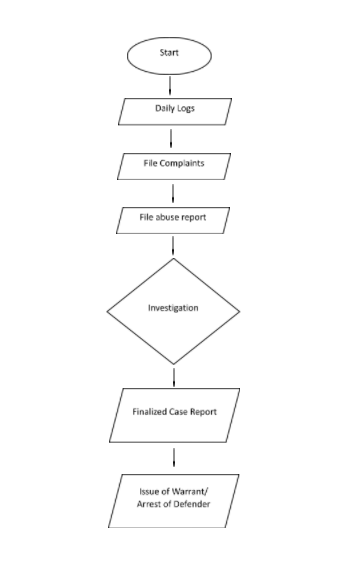 Start
Daily Logs
File Complaints
File abuse report
Investigation
Finalized Case Report
Issue of Warrant/
Arrest of Defender